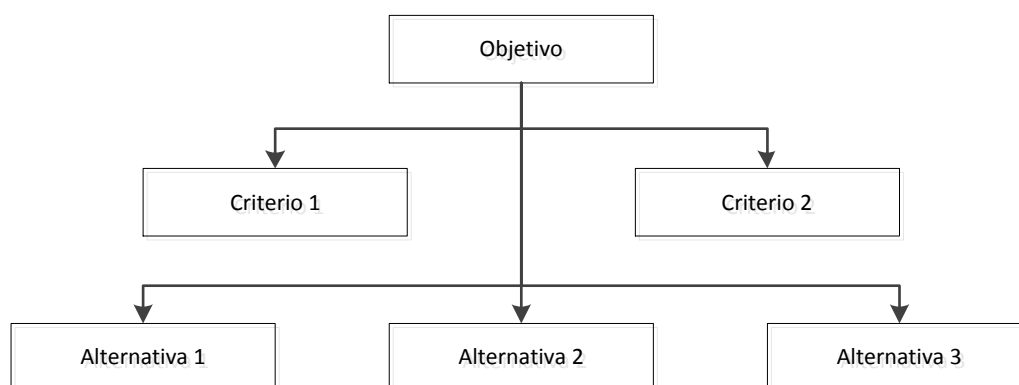 Objetivo
Criterio 1
Criterio 2
Alternativa 1
Alternativa 2
Alternativa 3